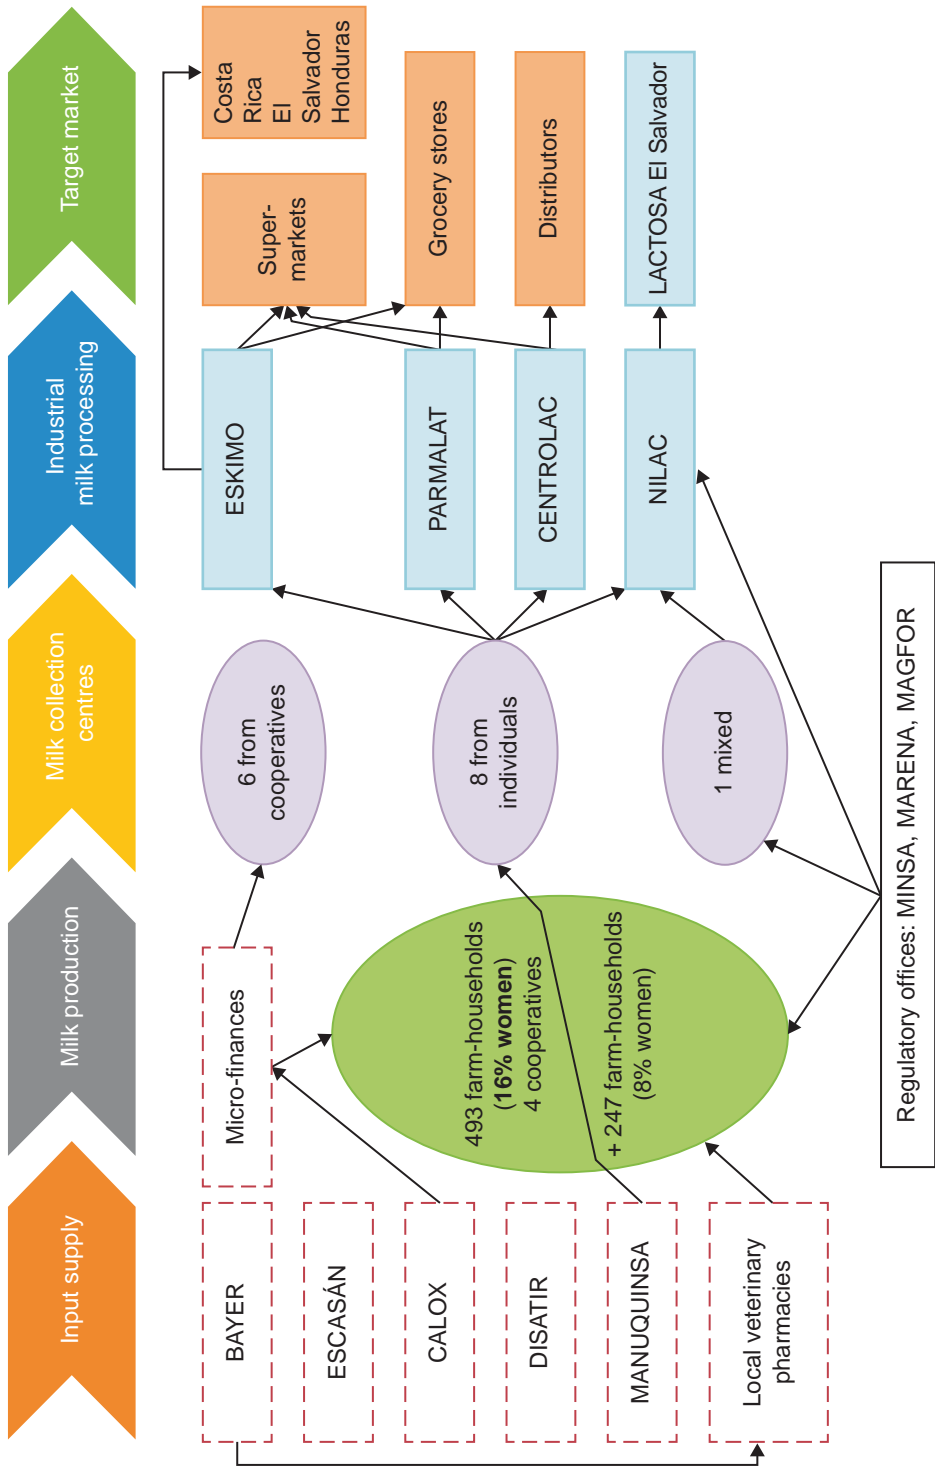 Input supply
Milk production
Milk collection
centres
Industrial
milk processing
Target market
BAYER
ESCASÁN
CALOX
DISATIR
MANUQUINSA
Local veterinary
pharmacies
Micro-finances
493 farm-households
(16% women)
4 cooperatives
+ 247 farm-households
(8% women)
6 from
cooperatives
8 from
individuals
1 mixed
ESKIMO
PARMALAT
CENTROLAC
NILAC
Super-
markets
Costa
Rica
El
Salvador
Honduras
Grocery stores
Distributors
LACTOSA El Salvador
Regulatory offices: MINSA, MARENA, MAGFOR